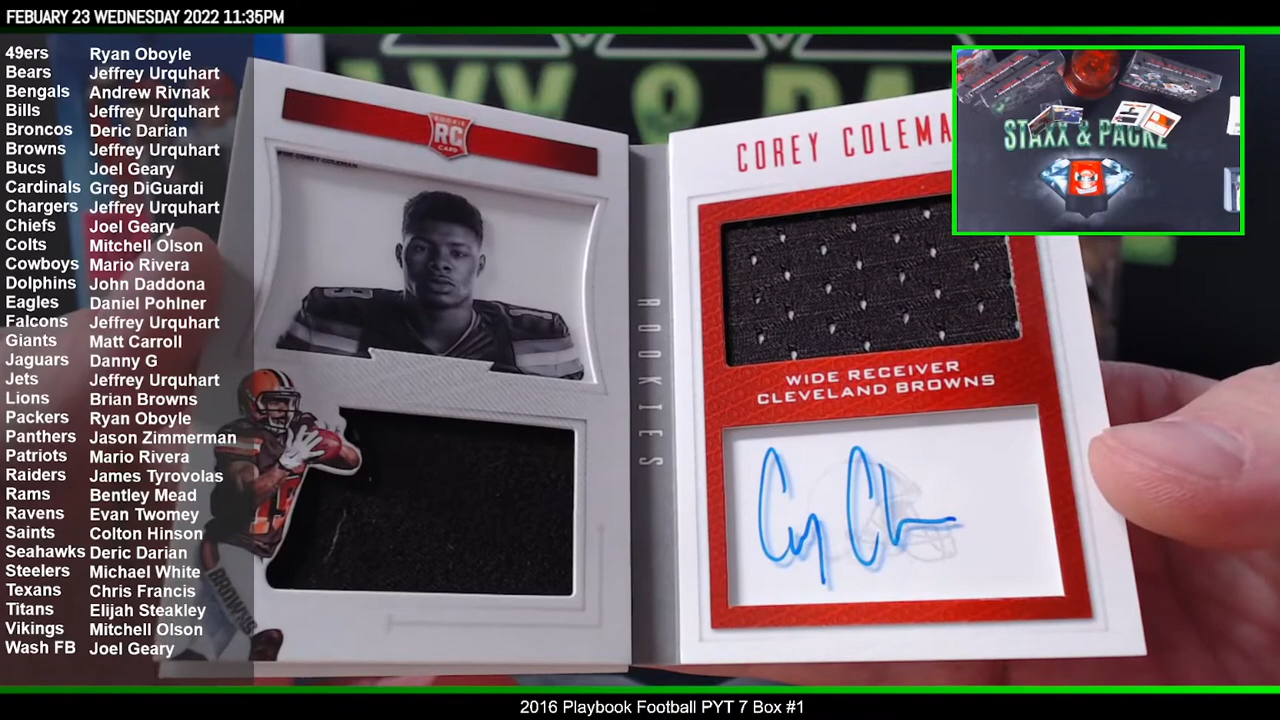 FEBUARY 23 WEDNESDAY 2022 11:35PM
49ers Ryan Oboyle
Bears Jeffrey Urquhart
Bengals Andrew Rivnak
Bills Jeffrey Urquhart
Broncos Deric Darian
Browns Jeffrey Urquhart
Bucs Joel Geary
Cardinals Greg DiGuardi
Chargers Jeffrey Urquhart
Chiefs Joel Geary
Colts Mitchell Olson
Cowboys Mario Rivera
Dolphins John Daddona
Eagles Daniel Pohlner
Falcons Jeffrey Urquhart
Giants Matt Carroll
Jaguars Danny G
Jets Jeffrey Urquhart
Lions Brian Browns
Packers Ryan Oboyle
Panthers Jason Zimmerman
Patriots Mario Rivera
Raiders James Tyrovolas
Rams Bentley Mead
Ravens Evan Twomey
Saints Colton Hinson
Seahawks Deric Darian
Steelers Michael White
Texans Chris Francis
Titans Elijah Steakley
Vikings Mitchell Olson
Wash FB Joel Geary
ROOKIE
RC
CARD
COREY COLEMAN
ROOKIES
COREY COLEMA
WIDE RECEIVER
CLEVELAND BROWNS
BROWNS
STAXX & PACKZ
2016 Playbook Football PYT 7 Box #1